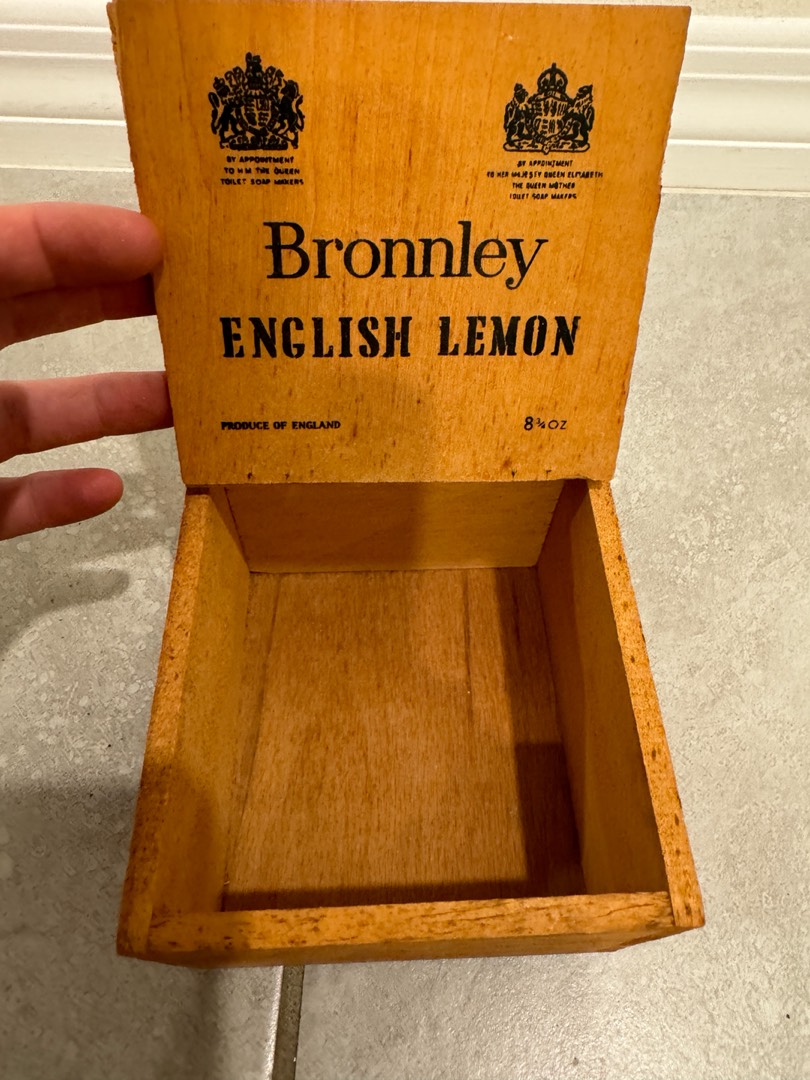 BY APPOINTMENT
TO H M THE QUEEN
TOILET SOAP MAKERS
BY APPOINTMENT
TO HER MAJESTY QUEEN ELIZABETH
THE QUEEN MOTHER
TOILET SOAP MAKERS
Bronnley
ENGLISH LEMON
PRODUCE OF ENGLAND
8¾ OZ